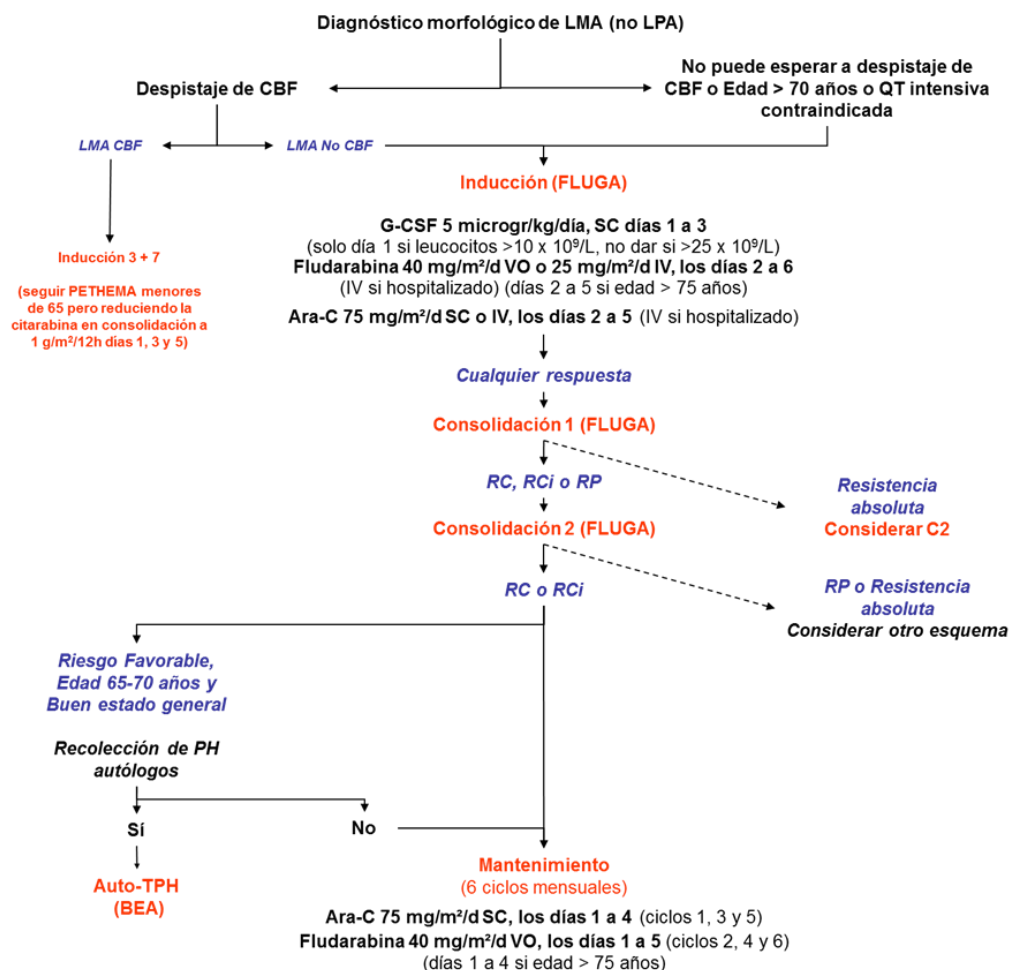 Diagnóstico morfológico de LMA (no LPA)
Despistaje de CBF
No puede esperar a despistaje de
CBF o Edad > 70 años o QT intensiva
contraindicada
LMA CBF
LMA No CBF
Inducción (FLUGA)
G-CSF 5 microgr/kg/día, SC días 1 a 3
(solo día 1 si leucocitos >10 x 10⁹/L, no dar si >25 x 10⁹/L)
Fludarabina 40 mg/m²/d VO o 25 mg/m²/d IV, los días 2 a 6
(IV si hospitalizado) (días 2 a 5 si edad > 75 años)
Ara-C 75 mg/m²/d SC o IV, los días 2 a 5 (IV si hospitalizado)
Inducción 3 + 7
(seguir PETHEMA menores
de 65 pero reduciendo la
citarabina en consolidación a
1 g/m²/12h días 1, 3 y 5)
Cualquier respuesta
Consolidación 1 (FLUGA)
RC, RCi o RP
Resistencia
absoluta
Considerar C2
Consolidación 2 (FLUGA)
RC o RCi
RP o Resistencia
absoluta
Considerar otro esquema
Riesgo Favorable,
Edad 65-70 años y
Buen estado general
Recolección de PH
autólogos
Sí
No
Auto-TPH
(BEA)
Mantenimiento
(6 ciclos mensuales)
Ara-C 75 mg/m²/d SC, los días 1 a 4 (ciclos 1, 3 y 5)
Fludarabina 40 mg/m²/d VO, los días 1 a 5 (ciclos 2, 4 y 6)
(días 1 a 4 si edad > 75 años)